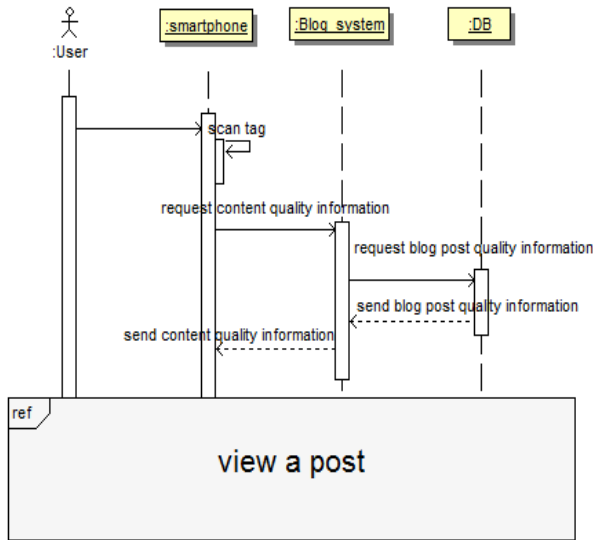 :User
:smartphone
:Blog_system
:DB
scan tag
request content quality information
request blog post quality information
send blog post quality information
send content quality information
ref
view a post